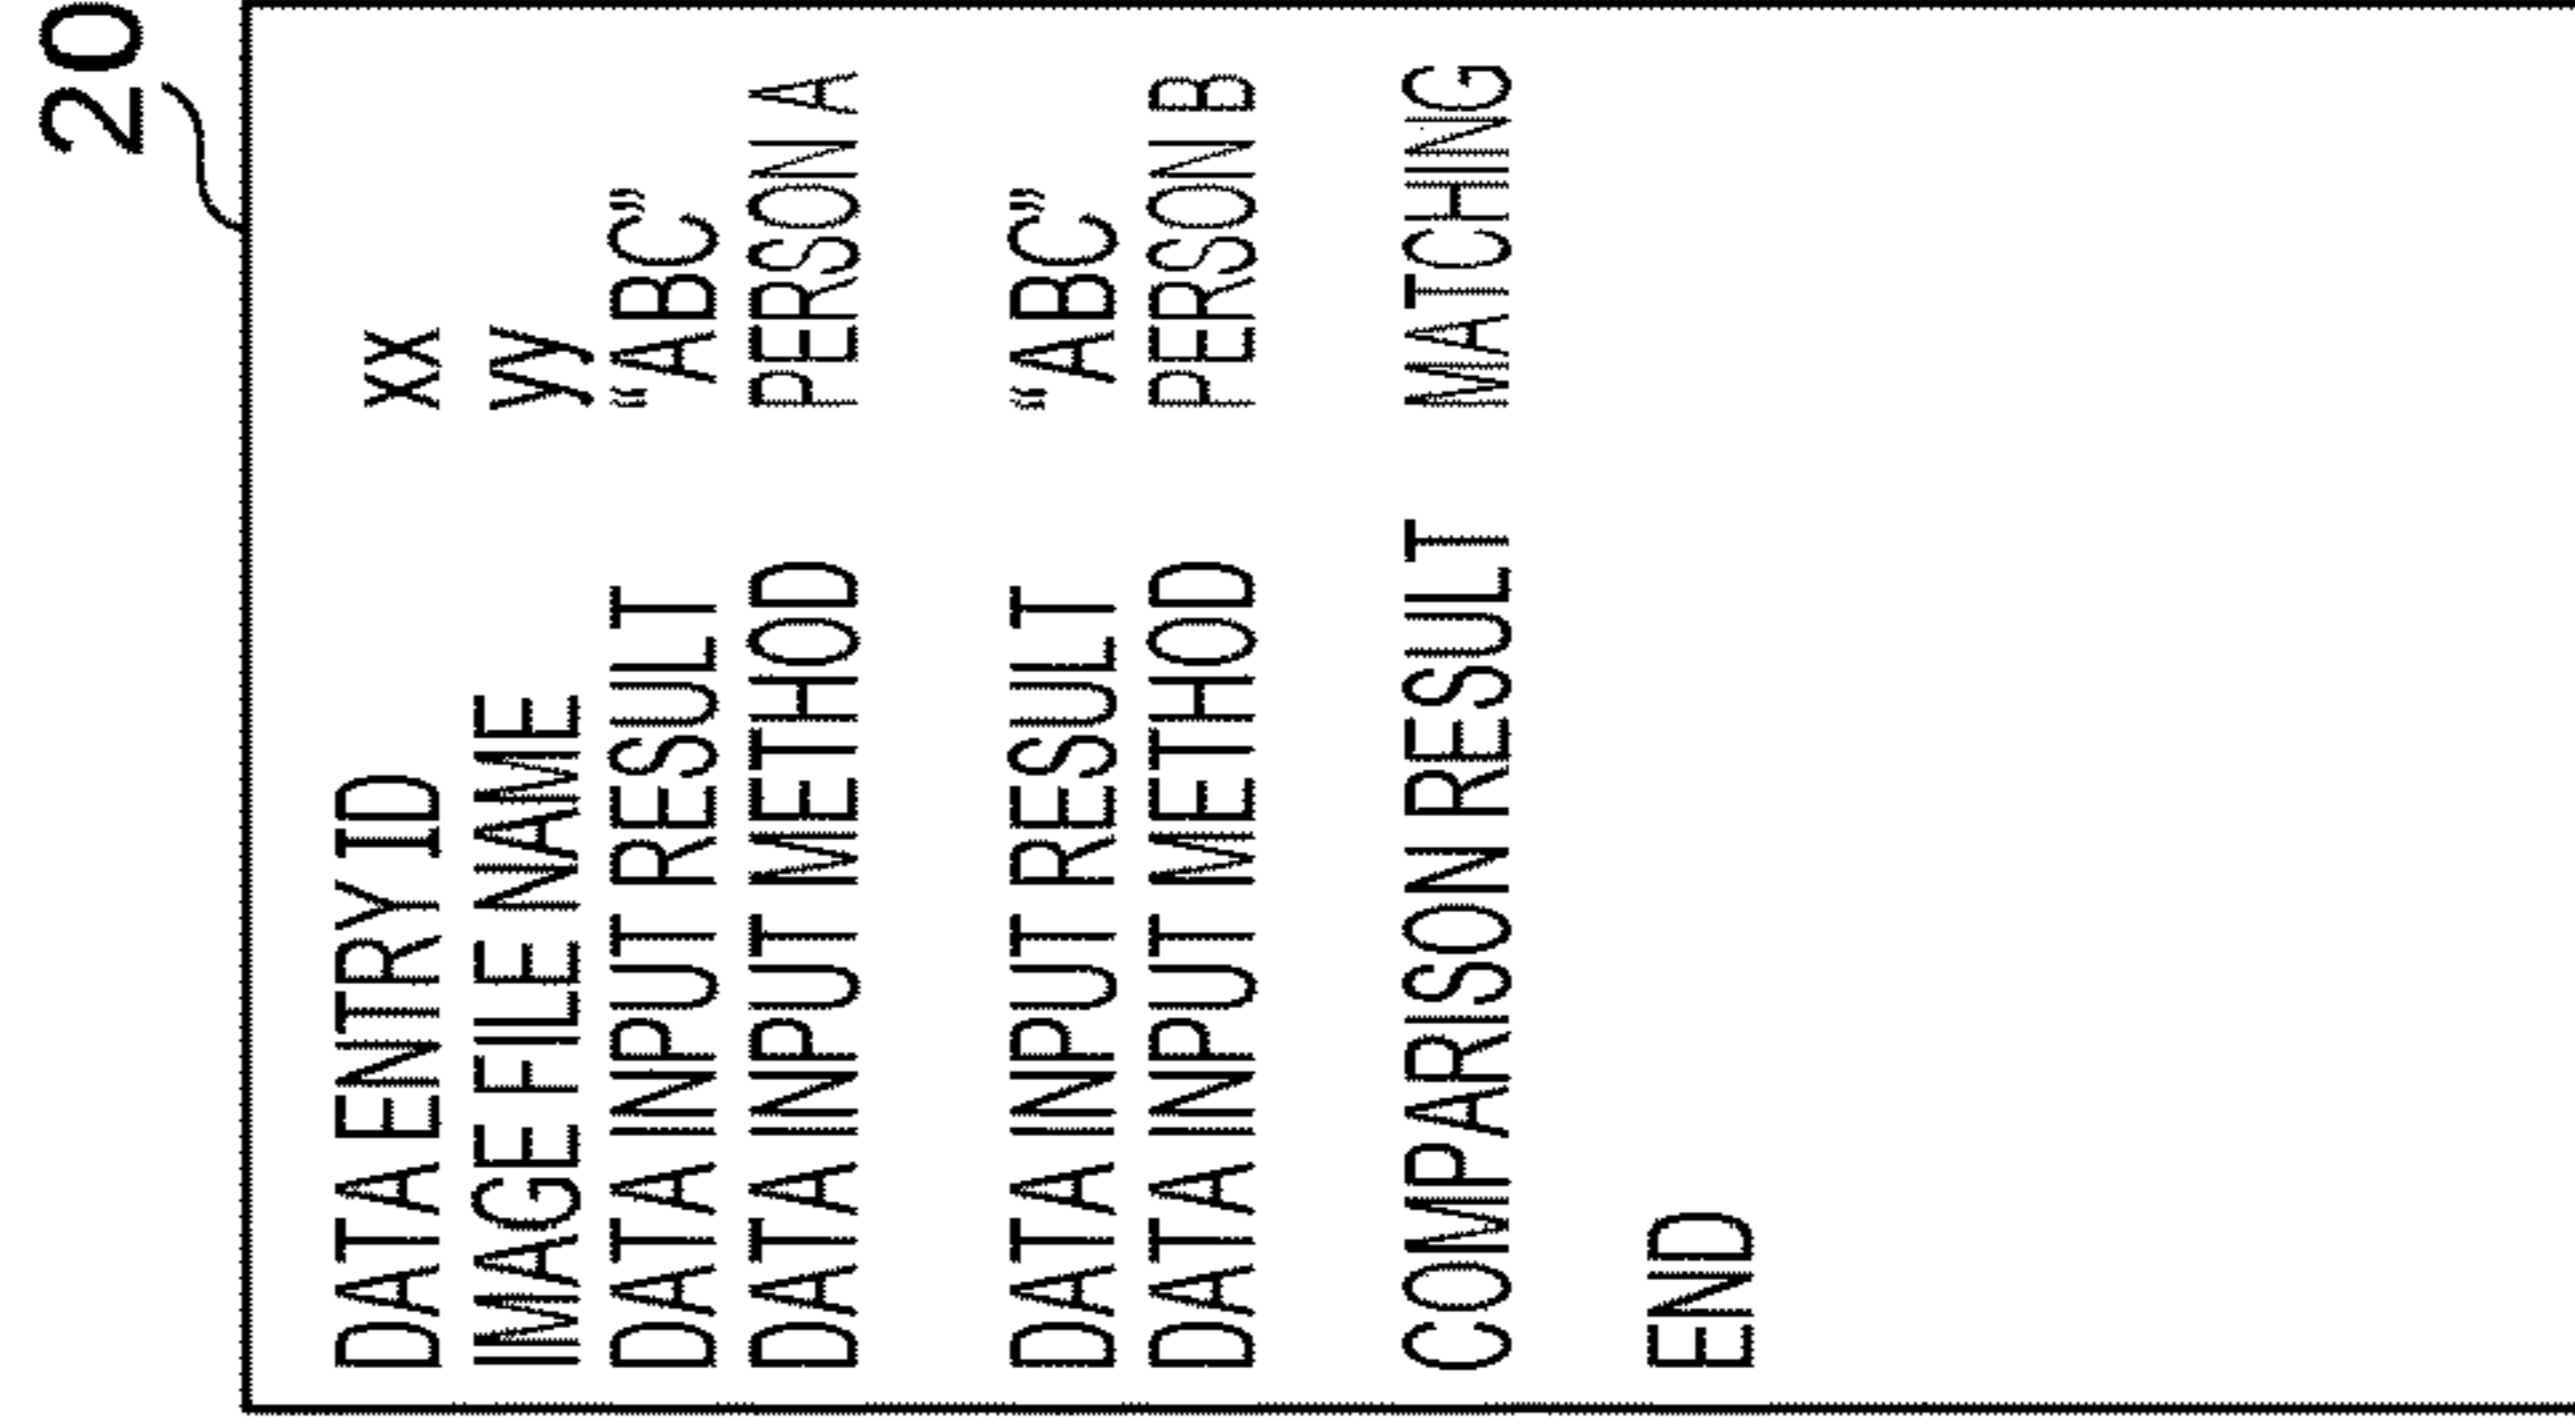 20
DATA ENTRY ID xx
IMAGE FILE NAME yy
DATA INPUT RESULT “ABC”
DATA INPUT METHOD PERSON A
DATA INPUT RESULT “ABC”
DATA INPUT METHOD PERSON B
COMPARISON RESULT MATCHING
END